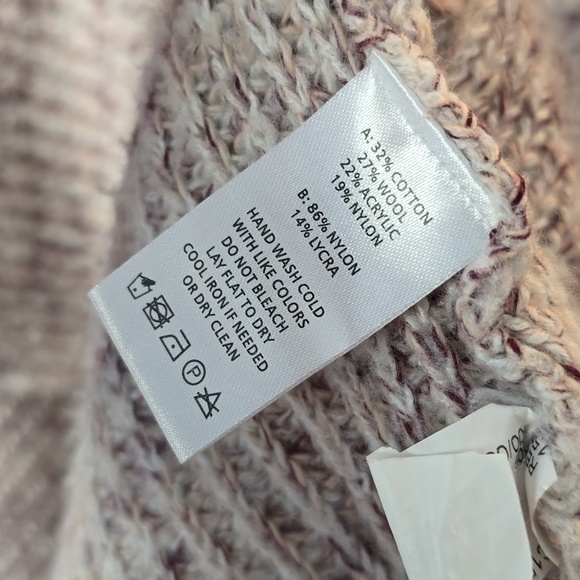 A: 32% COTTON
27% WOOL
22% ACRYLIC
19% NYLON
B: 86% NYLON
14% LYCRA
HAND WASH COLD
WITH LIKE COLORS
DO NOT BLEACH
LAY FLAT TO DRY
COOL IRON IF NEEDED
OR DRY CLEAN
P